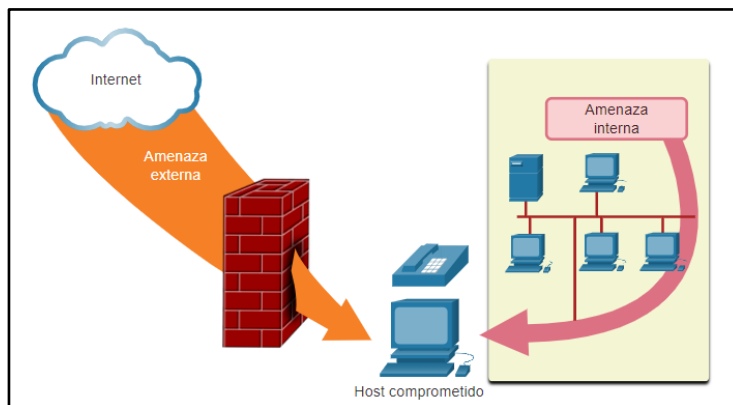 Internet
Amenaza
externa
Amenaza
interna
Host comprometido